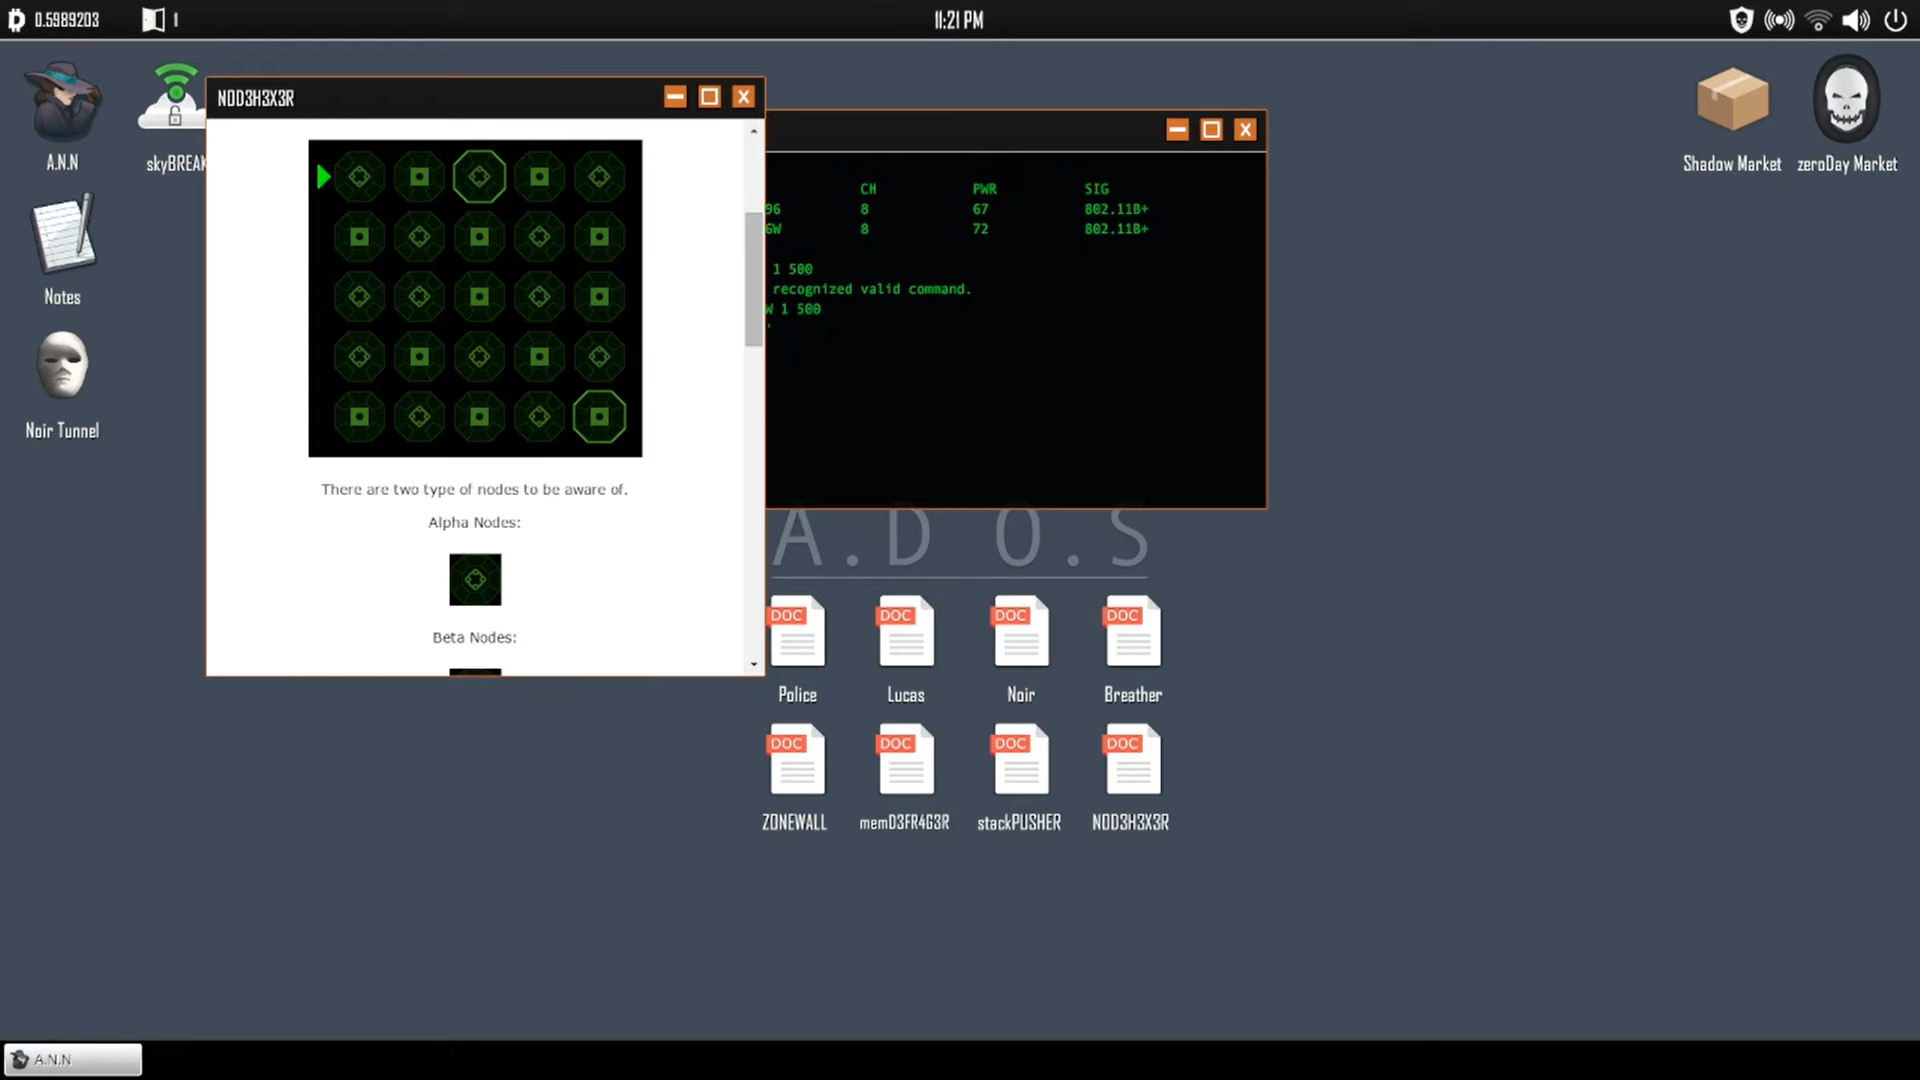 0.5989203
1
11:21 PM
A.N.N
skyBREAK
Notes
Noir Tunnel
Shadow Market
zeroDay Market
N0D3H3X3R
There are two type of nodes to be aware of.
Alpha Nodes:
Beta Nodes:
CH PWR SIG
96 8 67 802.11B+
GW 8 72 802.11B+
1 500
recognized valid command.
W 1 500
A.D O.S
DOC DOC DOC DOC
Police Lucas Noir Breather
DOC DOC DOC DOC
ZONEWALL memD3FR4G3R stackPUSHER N0D3H3X3R
A.N.N